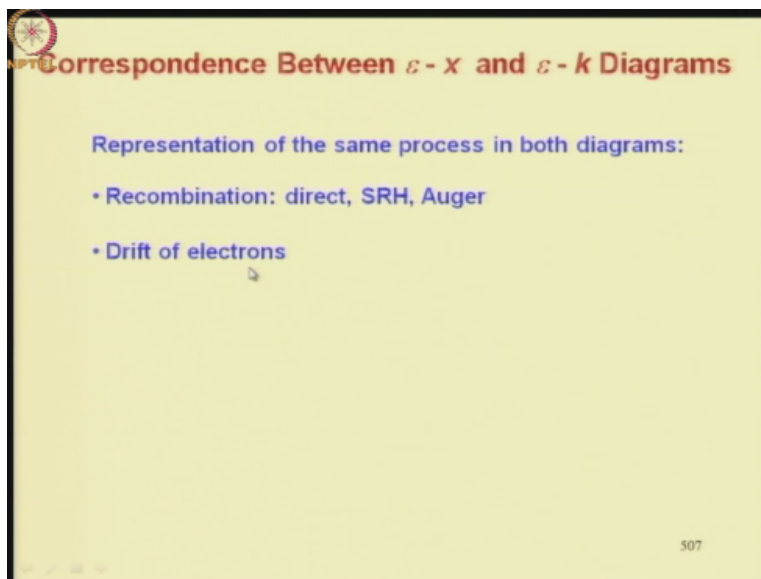 NPTEL
Correspondence Between ε - x and ε - k Diagrams
Representation of the same process in both diagrams:
• Recombination: direct, SRH, Auger
• Drift of electrons
507